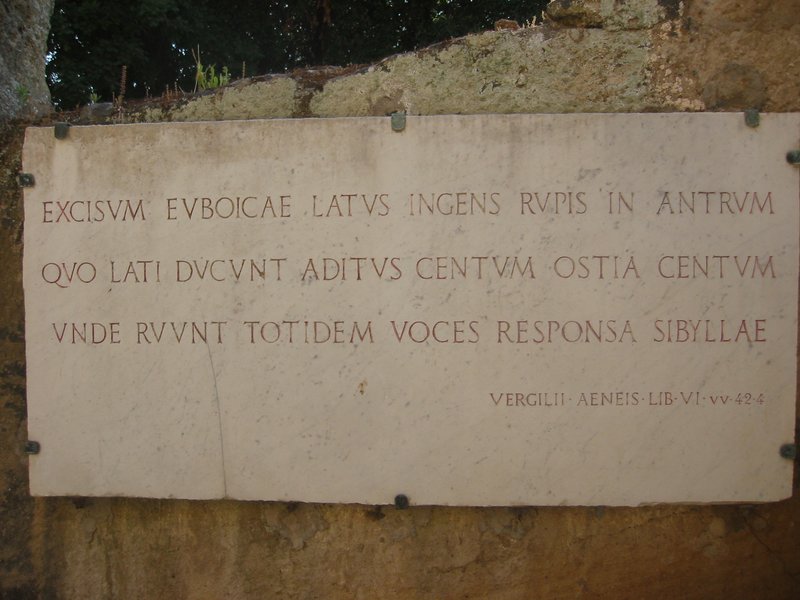 EXCISVM EVBOICAE LATVS INGENS RVPIS IN ANTRVM
QVO LATI DVCVNT ADITVS CENTVM OSTIA CENTVM
VNDE RVVNT TOTIDEM VOCES RESPONSA SIBYLLAE
VERGILII · AENEIS · LIB · VI · vv · 42-4